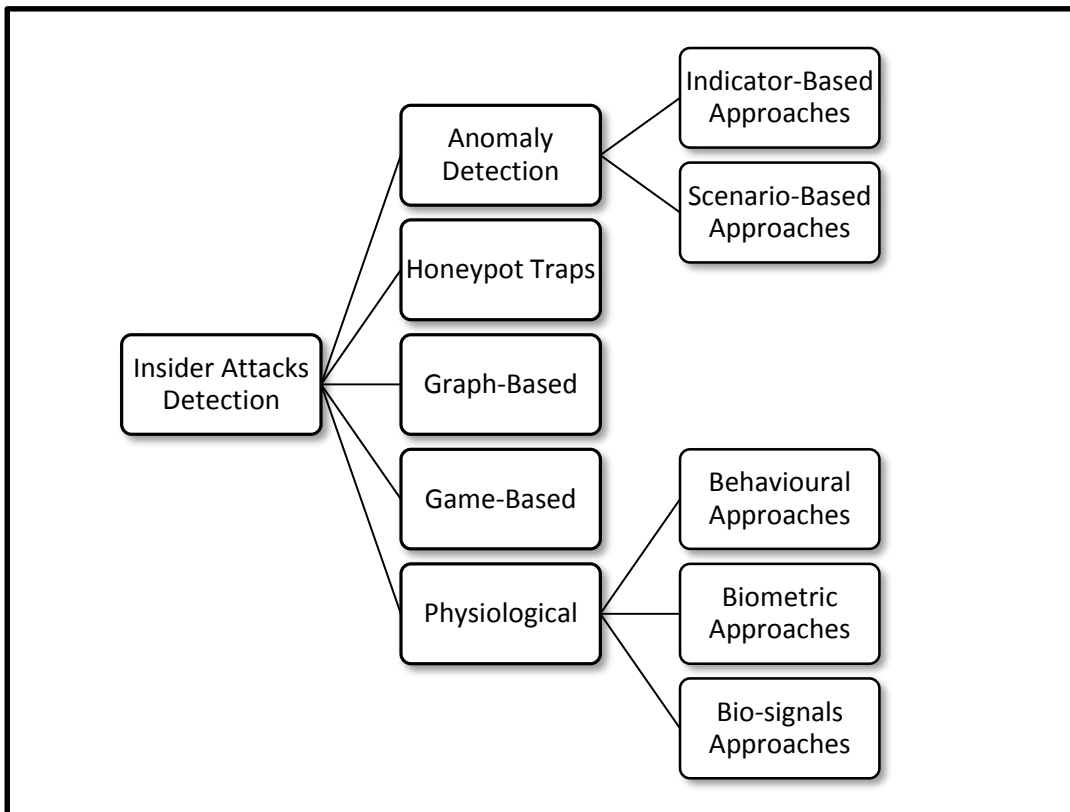 Indicator-Based
Approaches
Anomaly
Detection
Scenario-Based
Approaches
Honeypot Traps
Insider Attacks
Detection
Graph-Based
Game-Based
Behavioural
Approaches
Physiological
Biometric
Approaches
Bio-signals
Approaches